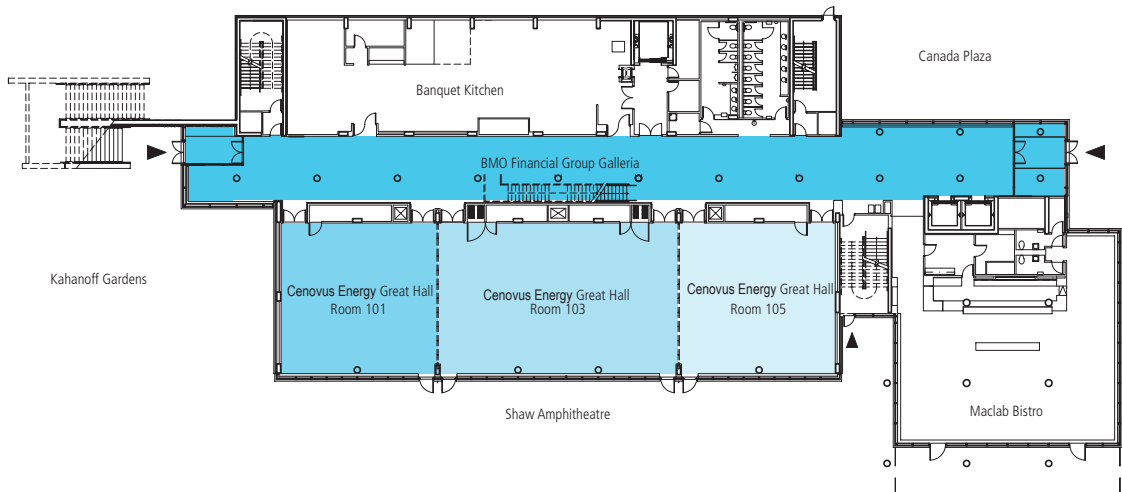 Canada Plaza
Banquet Kitchen
BMO Financial Group Galleria
Kahanoff Gardens
Cenovus Energy Great Hall
Room 101
Cenovus Energy Great Hall
Room 103
Cenovus Energy Great Hall
Room 105
Shaw Amphitheatre
Maclab Bistro